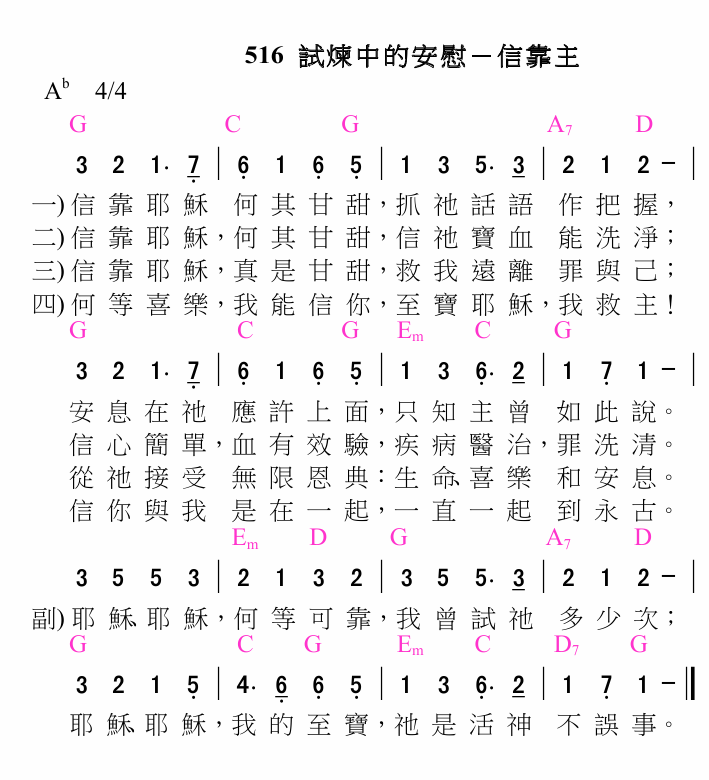 516 試煉中的安慰－信靠主
Ab 4/4
G C G A7 D
3 2 1· 7 | 6 1 6 5 | 1 3 5· 3 | 2 1 2 － |
一)信靠耶穌 何其甘甜，抓祂話語 作把握，
二)信靠耶穌，何其甘甜，信祂寶血 能洗淨；
三)信靠耶穌，真是甘甜，救我遠離 罪與己；
四)何等喜樂，我能信你，至寶耶穌，我救主！
G C G Em C G
3 2 1· 7 | 6 1 6 5 | 1 3 6· 2 | 1 7 1 － |
安息在祂 應許上面，只知主曾 如此說。
信心簡單，血有效驗，疾病醫治，罪洗清。
從祂接受 無限恩典：生命、喜樂 和安息。
信你與我 是在一起，一直一起 到永古。
Em D G A7 D
3 5 5 3 | 2 1 3 2 | 3 5 5· 3 | 2 1 2 － |
副)耶穌、耶穌，何等可靠，我曾試祂 多少次；
G C G Em C D7 G
3 2 1 5 | 4· 6 6 5 | 1 3 6· 2 | 1 7 1 － ‖
耶穌、耶穌，我的至寶，祂是活神 不誤事。